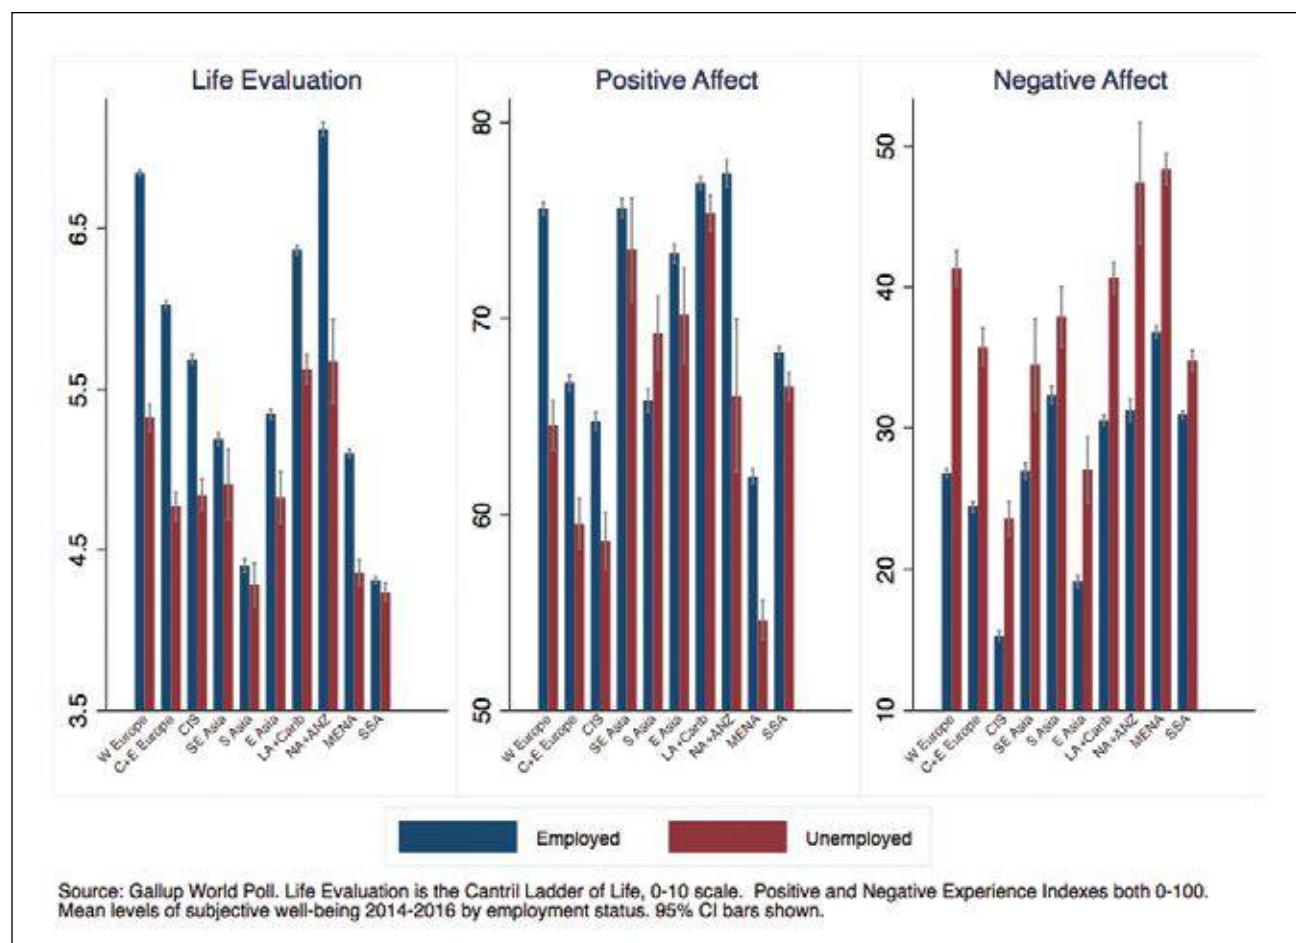 Life Evaluation
Positive Affect
Negative Affect
6.5
5.5
4.5
3.5
80
70
60
50
50
40
30
20
10
W Europe
C+E Europe
CIS
SE Asia
S Asia
E Asia
LA+Carib
NA+ANZ
MENA
SSA
W Europe
C+E Europe
CIS
SE Asia
S Asia
E Asia
LA+Carib
NA+ANZ
MENA
SSA
W Europe
C+E Europe
CIS
SE Asia
S Asia
E Asia
LA+Carib
NA+ANZ
MENA
SSA
Employed
Unemployed
Source: Gallup World Poll. Life Evaluation is the Cantril Ladder of Life, 0-10 scale. Positive and Negative Experience Indexes both 0-100.
Mean levels of subjective well-being 2014-2016 by employment status. 95% CI bars shown.